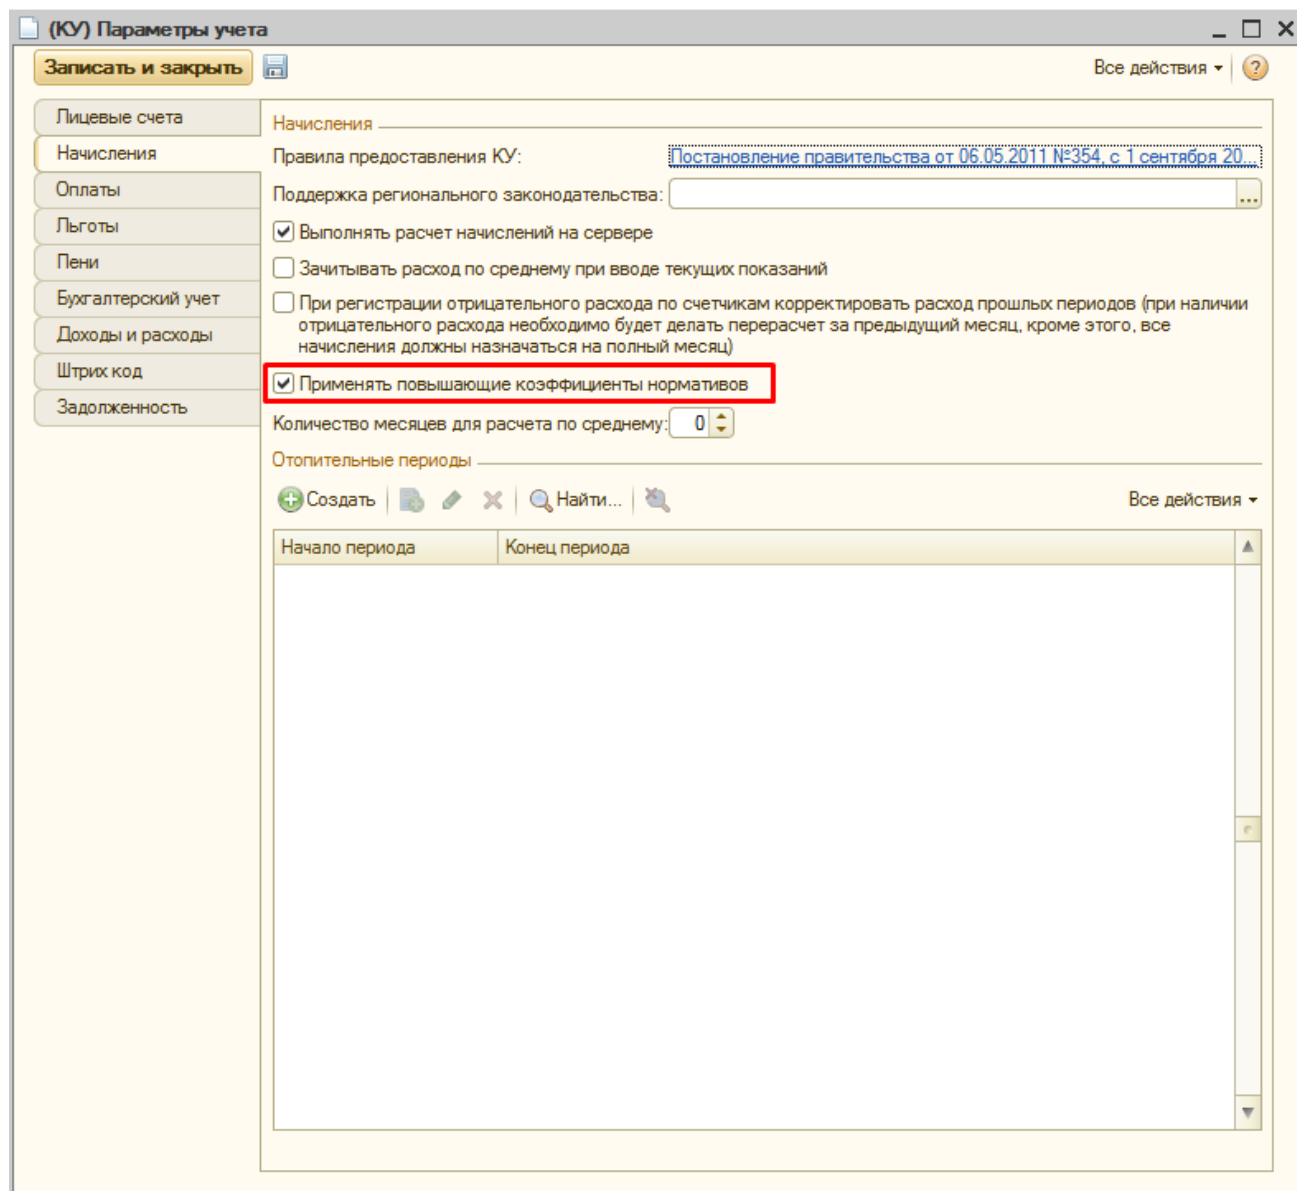 (КУ) Параметры учета
Записать и закрыть
Все действия
?
Лицевые счета
Начисления
Оплаты
Льготы
Пени
Бухгалтерский учет
Доходы и расходы
Штрих код
Задолженность
Начисления
Правила предоставления КУ: Постановление правительства от 06.05.2011 №354, с 1 сентября 20...
Поддержка регионального законодательства: ...
Выполнять расчет начислений на сервере
Зачитывать расход по среднему при вводе текущих показаний
При регистрации отрицательного расхода по счетчикам корректировать расход прошлых периодов (при наличии
отрицательного расхода необходимо будет делать перерасчет за предыдущий месяц, кроме этого, все
начисления должны назначаться на полный месяц)
Применять повышающие коэффициенты нормативов
Количество месяцев для расчета по среднему: 0
Отопительные периоды
Создать Найти... Все действия
Начало периода Конец периода